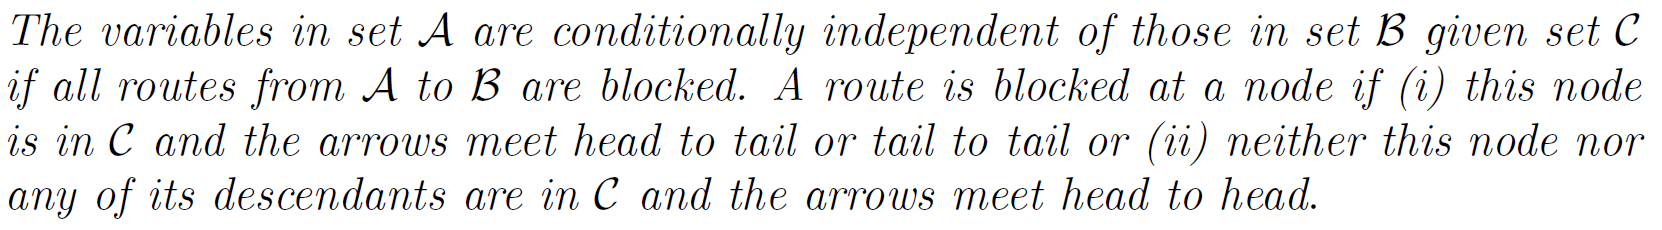 The variables in set 𝒜 are conditionally independent of those in set ℬ given set 𝒞
if all routes from 𝒜 to ℬ are blocked. A route is blocked at a node if (i) this node
is in 𝒞 and the arrows meet head to tail or tail to tail or (ii) neither this node nor
any of its descendants are in 𝒞 and the arrows meet head to head.